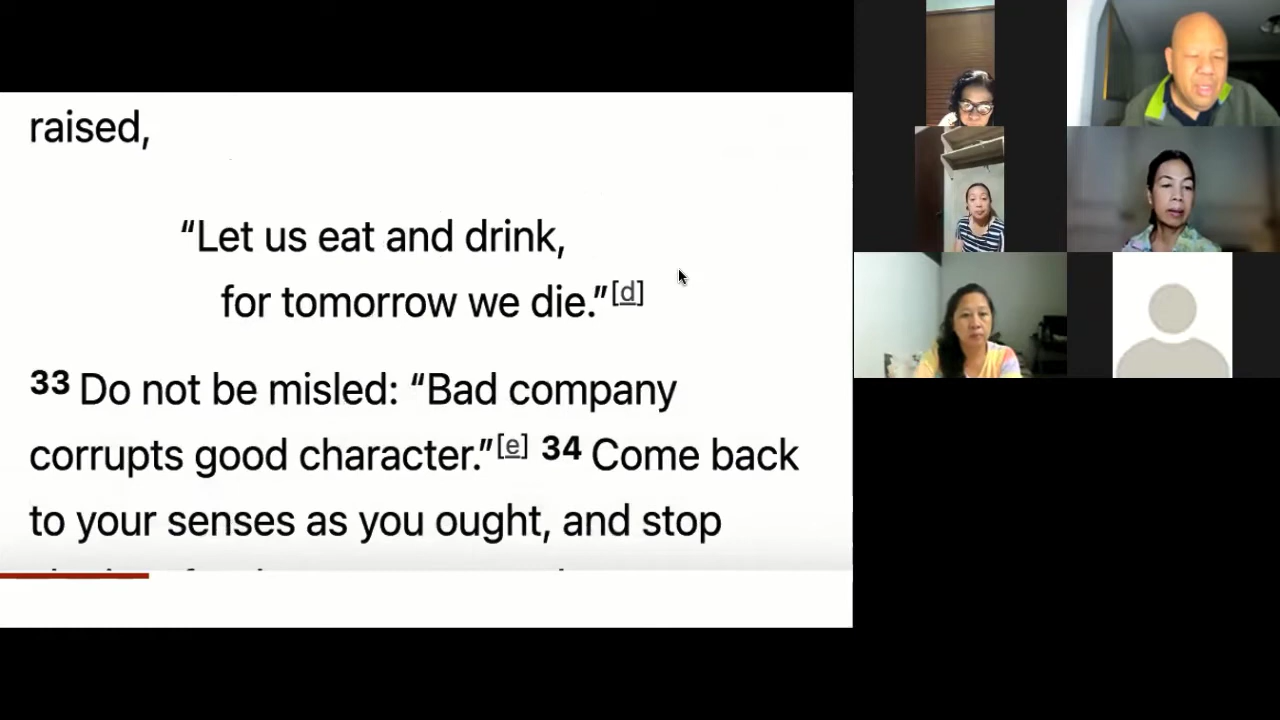 raised,
“Let us eat and drink,
for tomorrow we die.”[d]
33 Do not be misled: “Bad company
corrupts good character.”[e] 34 Come back
to your senses as you ought, and stop